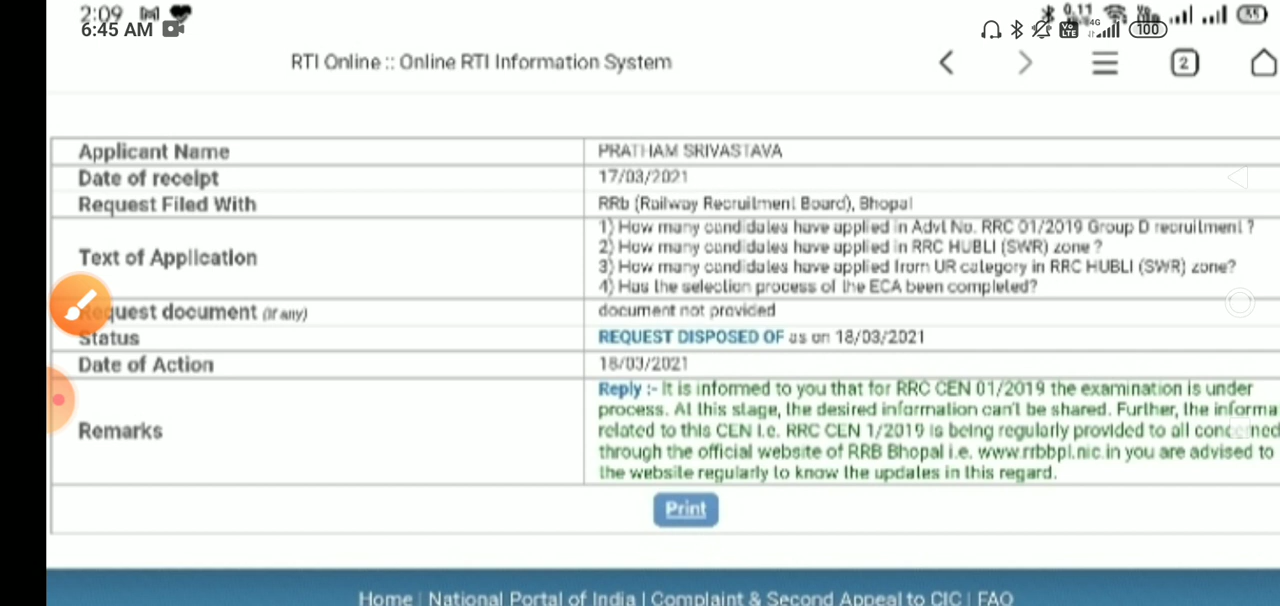 2:09
6:45 AM
0.11
4G
35
100
RTI Online :: Online RTI Information System
2
Applicant Name PRATHAM SRIVASTAVA
Date of receipt 17/03/2021
Request Filed With RRb (Railway Recruitment Board), Bhopal
Text of Application
1) How many candidates have applied in Advt No. RRC 01/2019 Group D recruitment ?
2) How many candidates have applied in RRC HUBLI (SWR) zone ?
3) How many candidates have applied from UR category in RRC HUBLI (SWR) zone?
4) Has the selection process of the ECA been completed?
equest document (if any) document not provided
Status REQUEST DISPOSED OF as on 18/03/2021
Date of Action 18/03/2021
Remarks
Reply :- It is informed to you that for RRC CEN 01/2019 the examination is under
process. At this stage, the desired information can't be shared. Further, the informa
related to this CEN i.e. RRC CEN 1/2019 is being regularly provided to all concerned
through the official website of RRB Bhopal i.e. www.rrbbpl.nic.in you are advised to
the website regularly to know the updates in this regard.
Print
Home | National Portal of India | Complaint & Second Appeal to CIC | FAQ